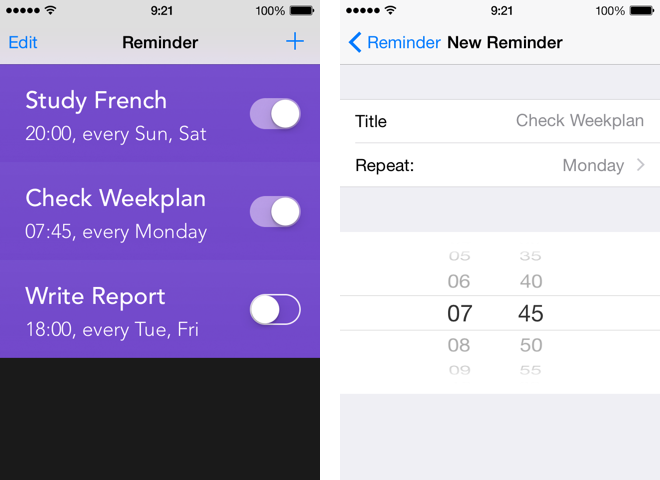 9:21 100%
Edit Reminder +
Study French
20:00, every Sun, Sat
Check Weekplan
07:45, every Monday
Write Report
18:00, every Tue, Fri
9:21 100%
Reminder New Reminder
Title Check Weekplan
Repeat: Monday
05 35
06 40
07 45
08 50
09 55